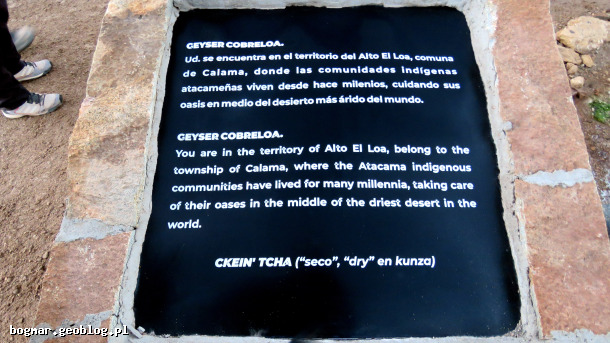 GEYSER COBRELOA.
Ud. se encuentra en el territorio del Alto El Loa, comuna
de Calama, donde las comunidades indígenas
atacameñas viven desde hace milenios, cuidando sus
oasis en medio del desierto más árido del mundo.
GEYSER COBRELOA.
You are in the territory of Alto El Loa, belong to the
township of Calama, where the Atacama indigenous
communities have lived for many millennia, taking care
of their oases in the middle of the driest desert in the
world.
CKEIN' TCHA ("seco", "dry" en kunza)
bogmar.geoblog.pl